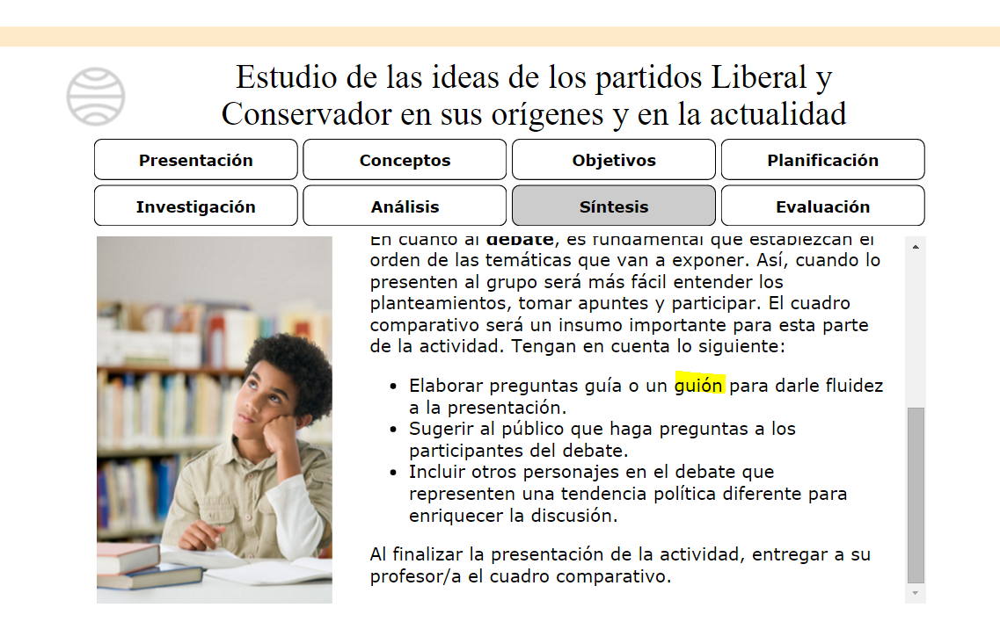 Estudio de las ideas de los partidos Liberal y
Conservador en sus orígenes y en la actualidad
Presentación
Conceptos
Objetivos
Planificación
Investigación
Análisis
Síntesis
Evaluación
En cuanto al debate, es fundamental que establezcan el
orden de las temáticas que van a exponer. Así, cuando lo
presenten al grupo será más fácil entender los
planteamientos, tomar apuntes y participar. El cuadro
comparativo será un insumo importante para esta parte
de la actividad. Tengan en cuenta lo siguiente:
• Elaborar preguntas guía o un guión para darle fluidez
a la presentación.
• Sugerir al público que haga preguntas a los
participantes del debate.
• Incluir otros personajes en el debate que
representen una tendencia política diferente para
enriquecer la discusión.
Al finalizar la presentación de la actividad, entregar a su
profesor/a el cuadro comparativo.